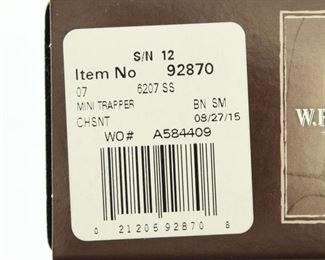 S/N 12
Item No 92870
07 6207 SS
MINI TRAPPER BN SM
CHSNT 08/27/15
WO# A584409
0 21205 92870 8
W.